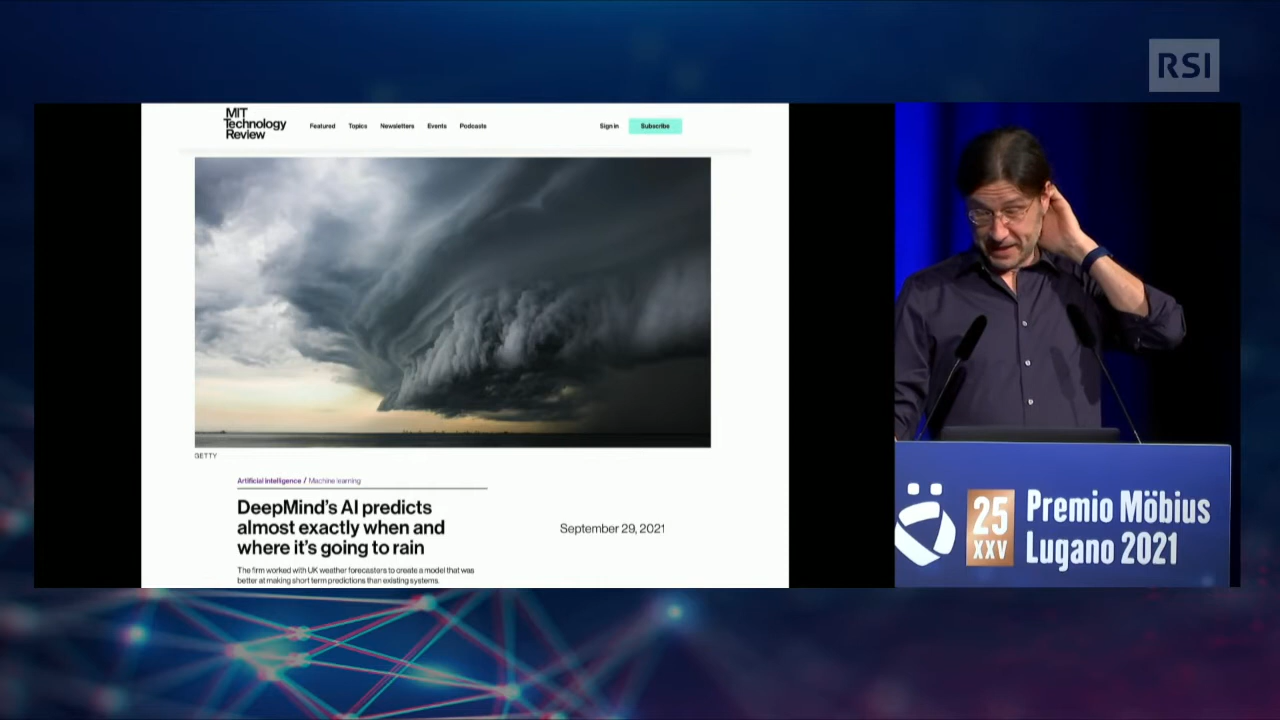 RSI
MIT
Technology
Review
Featured
Topics
Newsletters
Events
Podcasts
Sign in
Subscribe
GETTY
Artificial intelligence / Machine learning
DeepMind's AI predicts
almost exactly when and
where it's going to rain
September 29, 2021
The firm worked with UK weather forecasters to create a model that was
better at making short term predictions than existing systems.
25
XXV
Premio Möbius
Lugano 2021